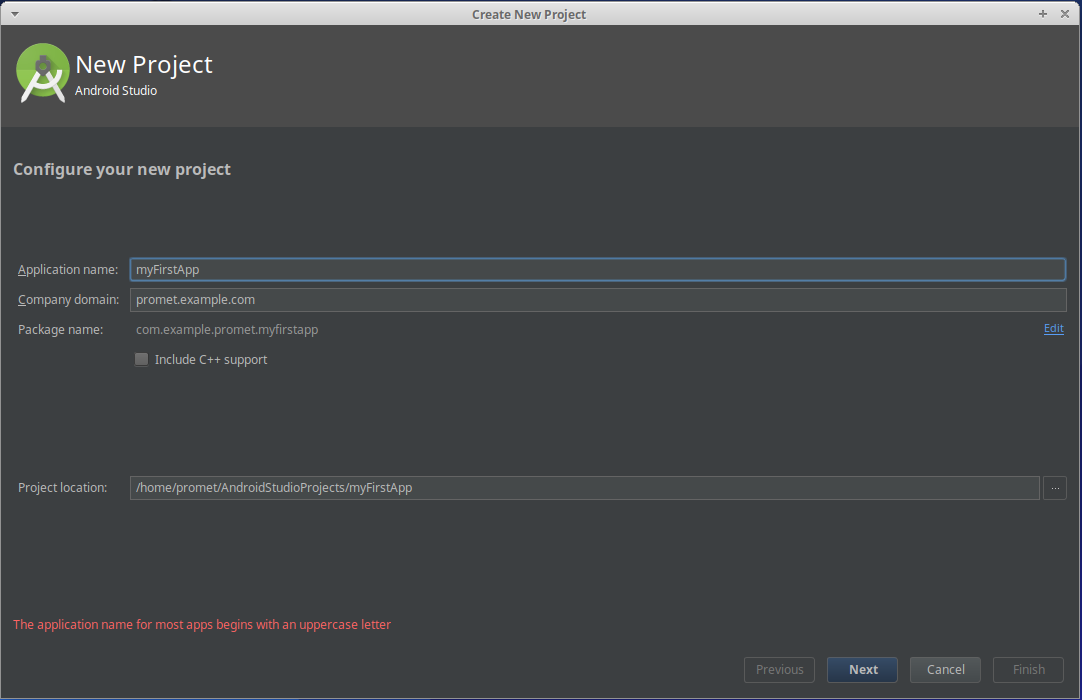 Create New Project
New Project
Android Studio
Configure your new project
Application name: myFirstApp
Company domain: promet.example.com
Package name: com.example.promet.myfirstapp Edit
Include C++ support
Project location: /home/promet/AndroidStudioProjects/myFirstApp ...
The application name for most apps begins with an uppercase letter
Previous Next Cancel Finish